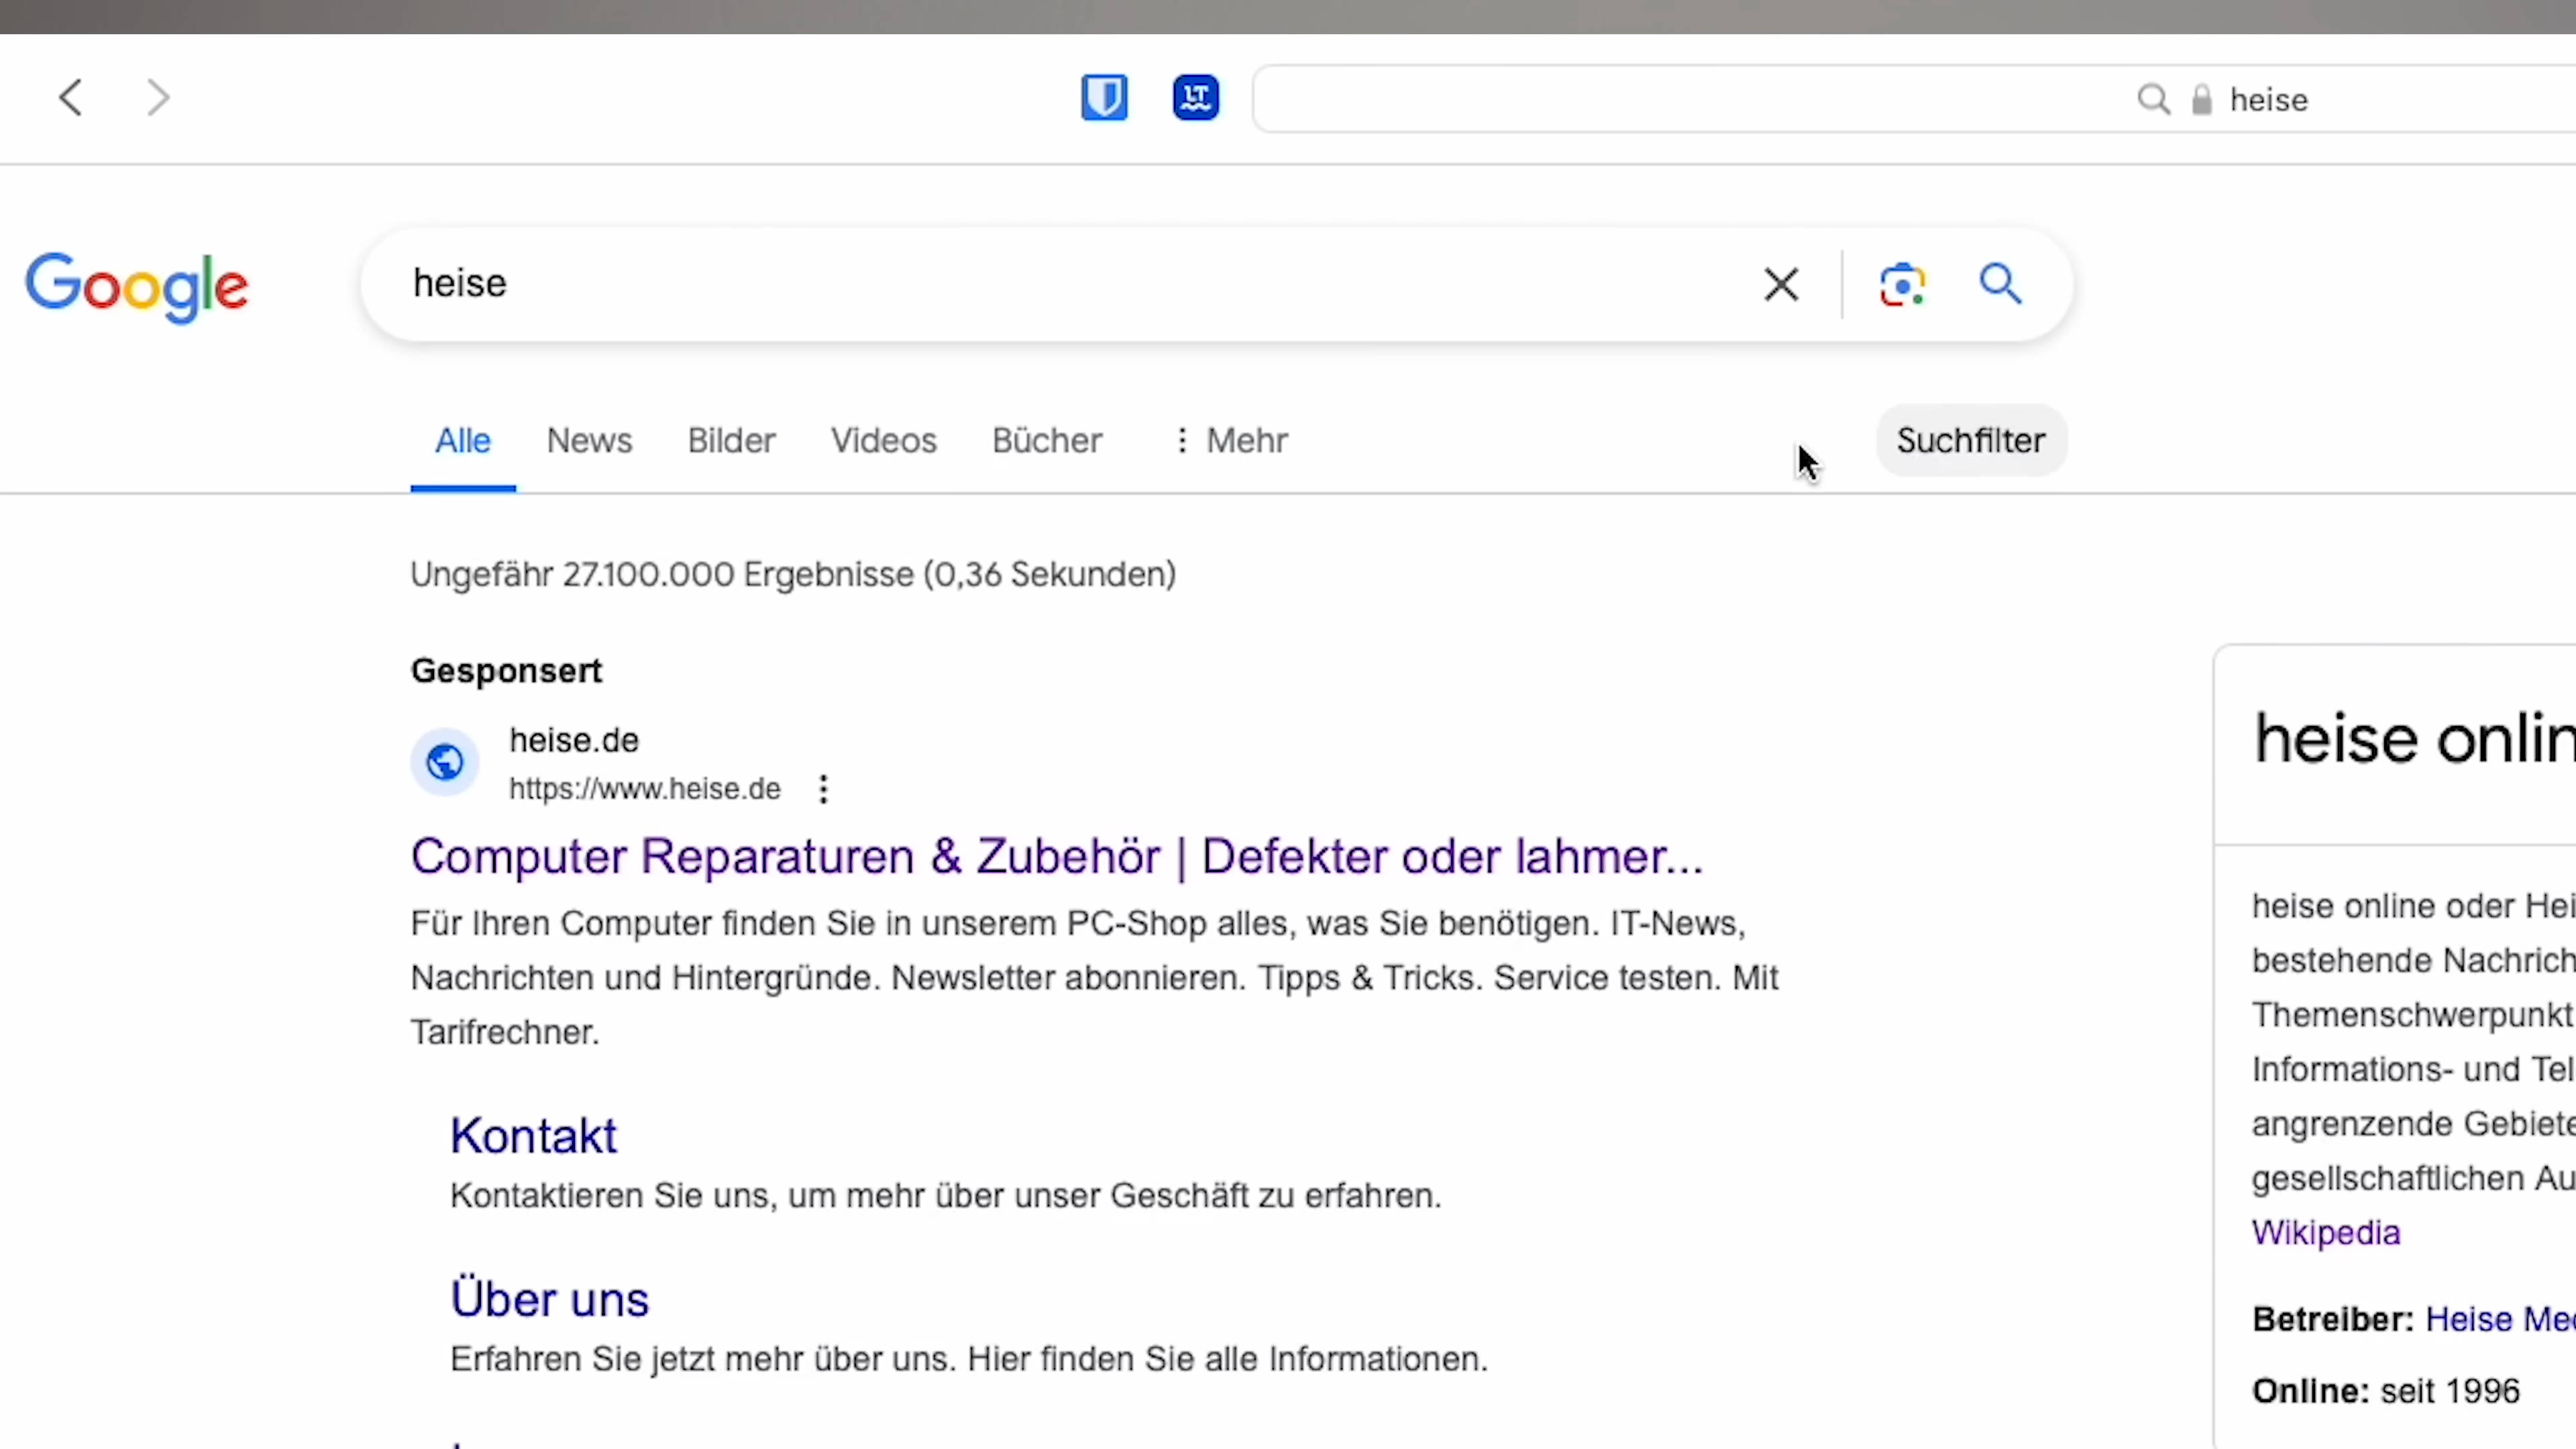 LT
heise
Google
heise
Alle News Bilder Videos Bücher Mehr
Suchfilter
Ungefähr 27.100.000 Ergebnisse (0,36 Sekunden)
Gesponsert
heise.de
https://www.heise.de
Computer Reparaturen & Zubehör | Defekter oder lahmer...
Für Ihren Computer finden Sie in unserem PC-Shop alles, was Sie benötigen. IT-News,
Nachrichten und Hintergründe. Newsletter abonnieren. Tipps & Tricks. Service testen. Mit
Tarifrechner.
Kontakt
Kontaktieren Sie uns, um mehr über unser Geschäft zu erfahren.
Über uns
Erfahren Sie jetzt mehr über uns. Hier finden Sie alle Informationen.
heise onlin
heise online oder Hei
bestehende Nachrich
Themenschwerpunkt
Informations- und Tel
angrenzende Gebiete
gesellschaftlichen Au
Wikipedia
Betreiber: Heise Med
Online: seit 1996